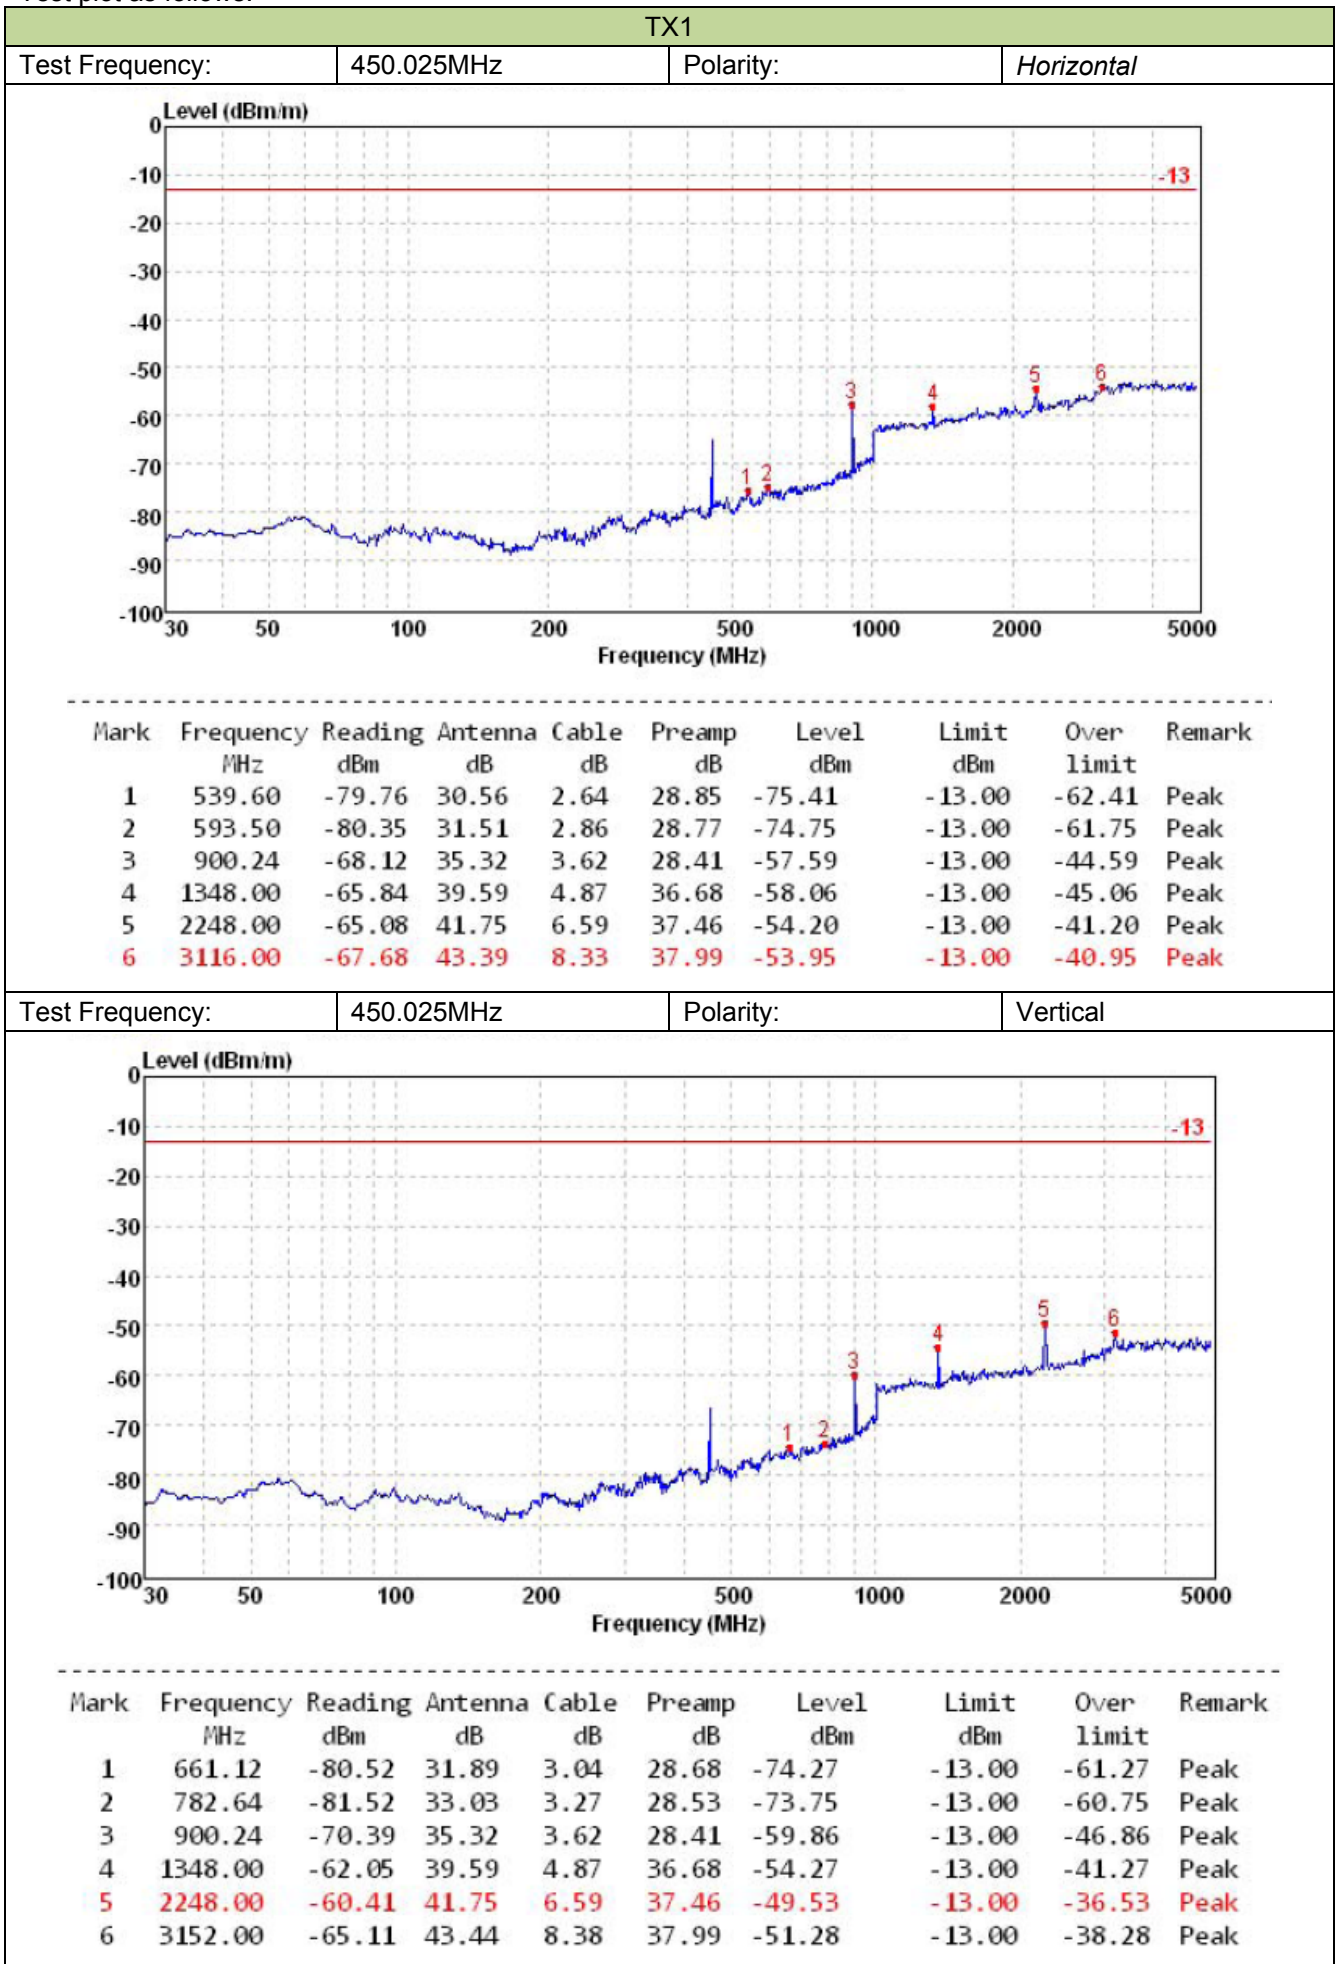 TX1
Test Frequency: 450.025MHz Polarity: Horizontal
Level (dBm/m)
0
-10
-13
-20
-30
-40
-50
-60
-70
-80
-90
-100
1 2 3 4 5 6
30 50 100 200 500 1000 2000 5000
Frequency (MHz)
Mark Frequency Reading Antenna Cable Preamp Level Limit Over Remark
MHz dBm dB dB dB dBm dBm limit
1 539.60 -79.76 30.56 2.64 28.85 -75.41 -13.00 -62.41 Peak
2 593.50 -80.35 31.51 2.86 28.77 -74.75 -13.00 -61.75 Peak
3 900.24 -68.12 35.32 3.62 28.41 -57.59 -13.00 -44.59 Peak
4 1348.00 -65.84 39.59 4.87 36.68 -58.06 -13.00 -45.06 Peak
5 2248.00 -65.08 41.75 6.59 37.46 -54.20 -13.00 -41.20 Peak
6 3116.00 -67.68 43.39 8.33 37.99 -53.95 -13.00 -40.95 Peak
Test Frequency: 450.025MHz Polarity: Vertical
Level (dBm/m)
0
-10
-13
-20
-30
-40
-50
-60
-70
-80
-90
-100
1 2 3 4 5 6
30 50 100 200 500 1000 2000 5000
Frequency (MHz)
Mark Frequency Reading Antenna Cable Preamp Level Limit Over Remark
MHz dBm dB dB dB dBm dBm limit
1 661.12 -80.52 31.89 3.04 28.68 -74.27 -13.00 -61.27 Peak
2 782.64 -81.52 33.03 3.27 28.53 -73.75 -13.00 -60.75 Peak
3 900.24 -70.39 35.32 3.62 28.41 -59.86 -13.00 -46.86 Peak
4 1348.00 -62.05 39.59 4.87 36.68 -54.27 -13.00 -41.27 Peak
5 2248.00 -60.41 41.75 6.59 37.46 -49.53 -13.00 -36.53 Peak
6 3152.00 -65.11 43.44 8.38 37.99 -51.28 -13.00 -38.28 Peak